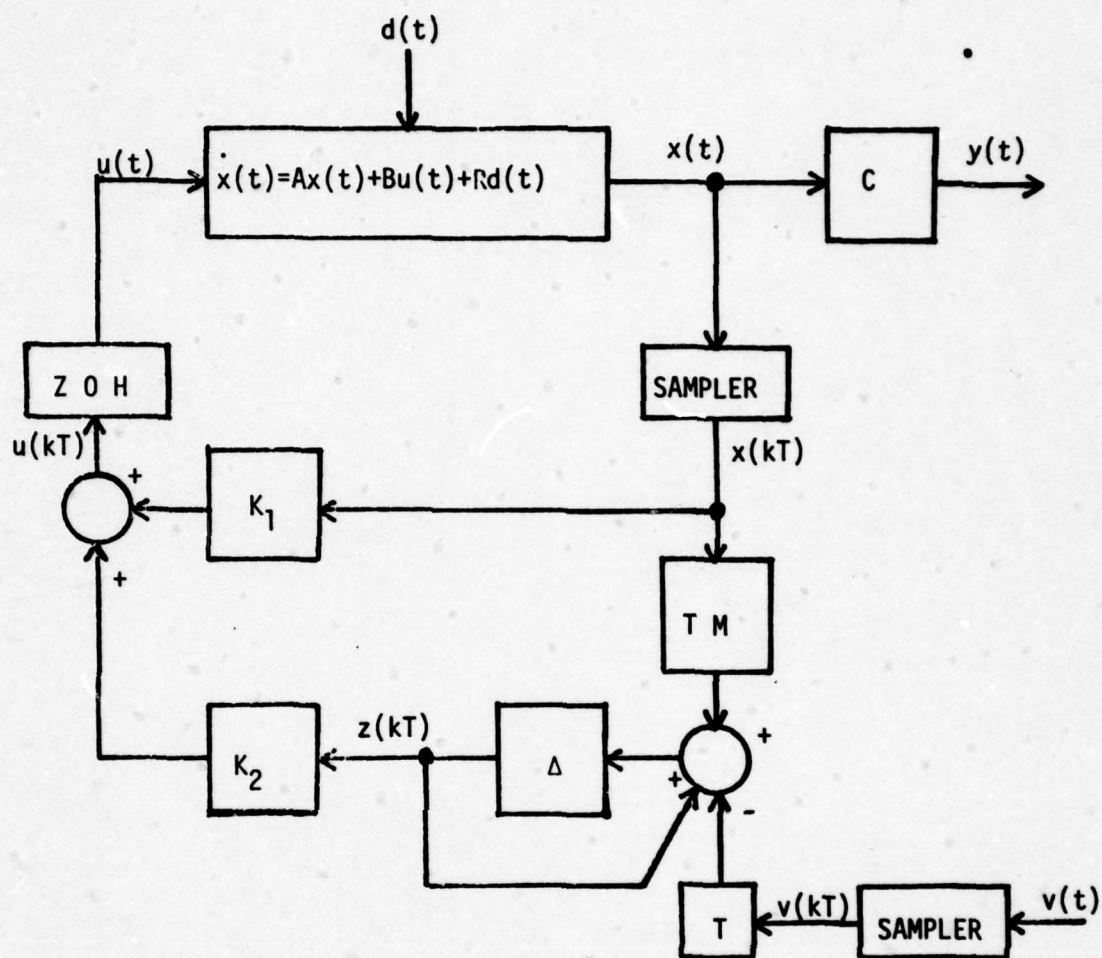 d(t)
u(t)
ẋ(t)=Ax(t)+Bu(t)+Rd(t)
x(t)
C
y(t)
Z O H
SAMPLER
u(kT)
x(kT)
+
K₁
+
T M
z(kT)
+
K₂
Δ
+
-
T
v(kT)
SAMPLER
v(t)